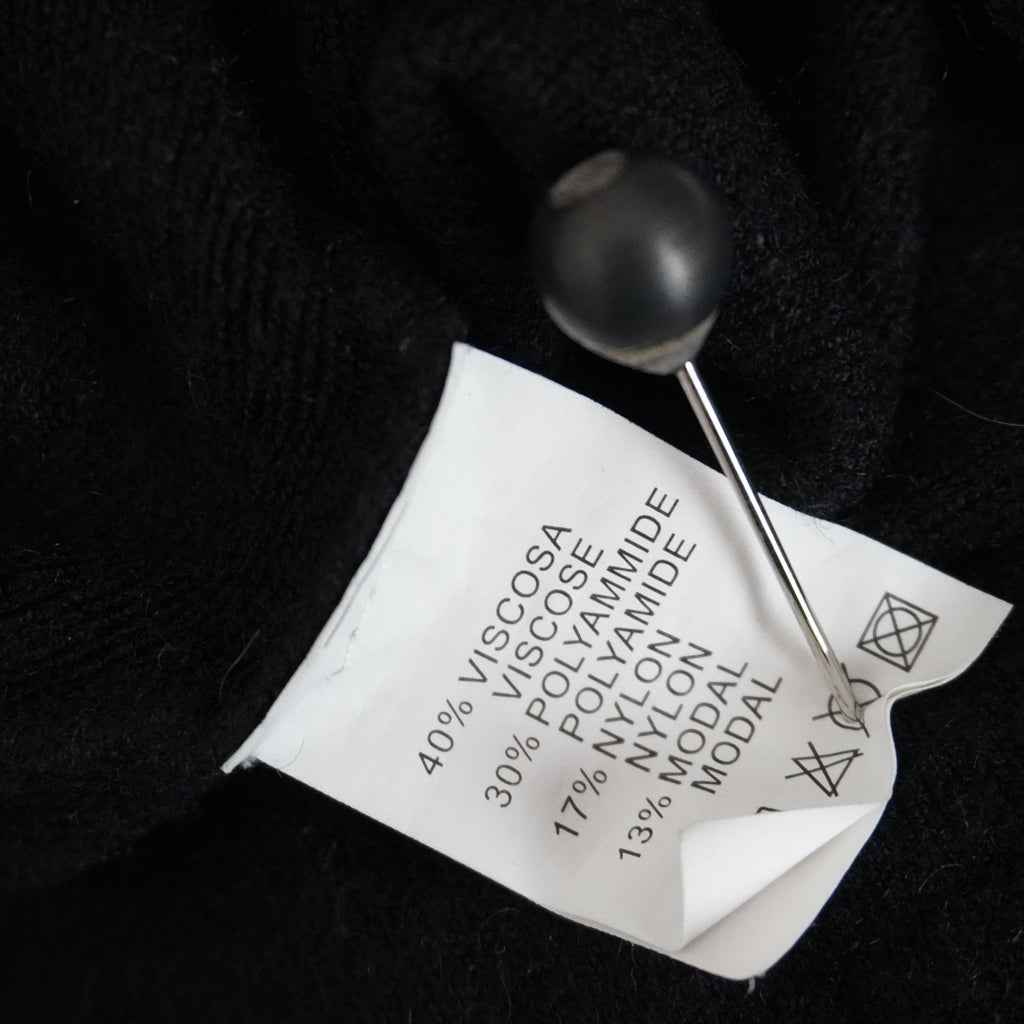 40% VISCOSA
VISCOSE
30% POLYAMMIDE
POLYAMIDE
17% NYLON
NYLON
13% MODAL
MODAL